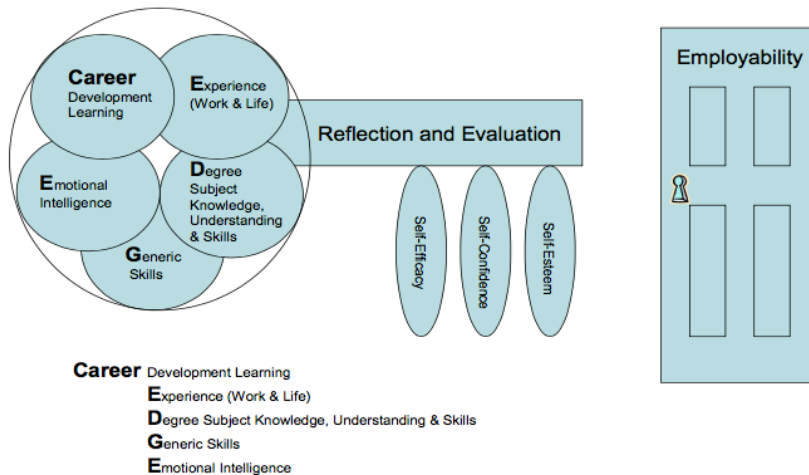 Career
Development
Learning
Experience
(Work & Life)
Emotional
Intelligence
Degree
Subject
Knowledge,
Understanding
& Skills
Generic
Skills
Reflection and Evaluation
Self-Efficacy
Self-Confidence
Self-Esteem
Employability
Career Development Learning
Experience (Work & Life)
Degree Subject Knowledge, Understanding & Skills
Generic Skills
Emotional Intelligence